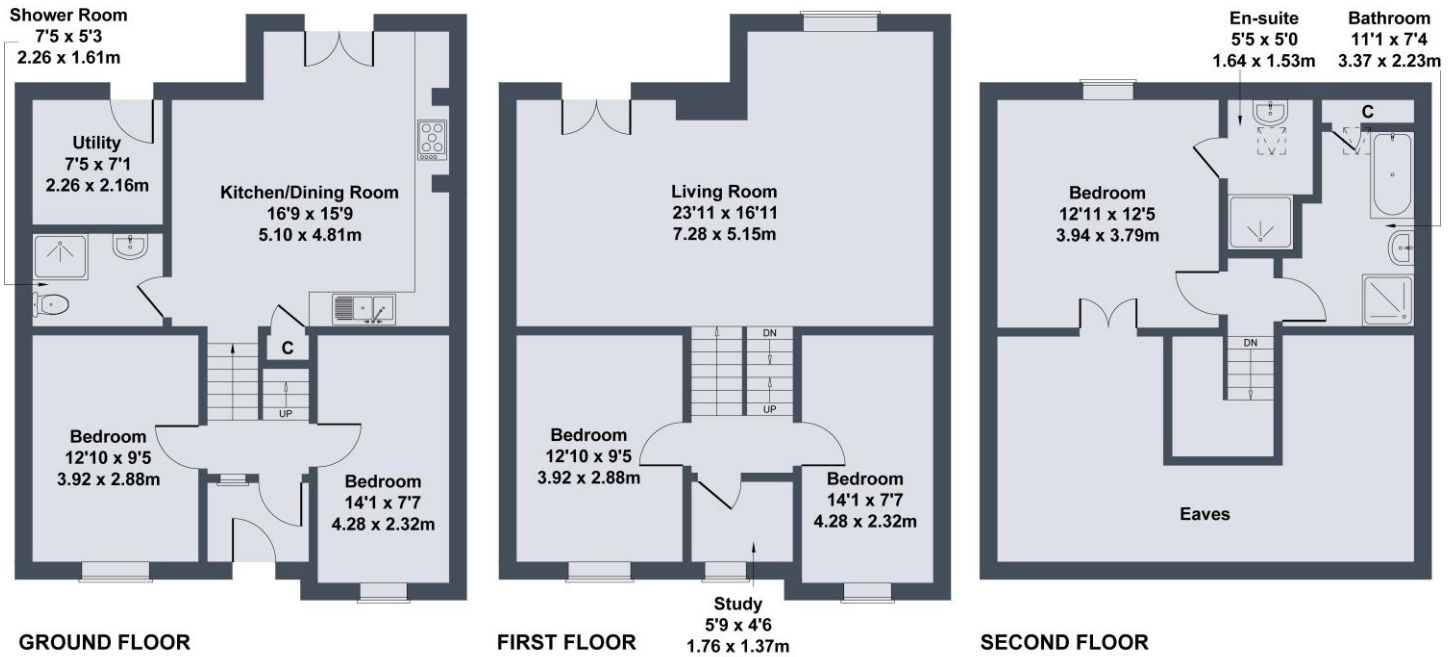 Shower Room
7'5 x 5'3
2.26 x 1.61m
Utility
7'5 x 7'1
2.26 x 2.16m
Kitchen/Dining Room
16'9 x 15'9
5.10 x 4.81m
C
UP
Bedroom
12'10 x 9'5
3.92 x 2.88m
Bedroom
14'1 x 7'7
4.28 x 2.32m
GROUND FLOOR
Living Room
23'11 x 16'11
7.28 x 5.15m
DN
UP
Bedroom
12'10 x 9'5
3.92 x 2.88m
Bedroom
14'1 x 7'7
4.28 x 2.32m
Study
5'9 x 4'6
1.76 x 1.37m
FIRST FLOOR
En-suite
5'5 x 5'0
1.64 x 1.53m
Bathroom
11'1 x 7'4
3.37 x 2.23m
C
Bedroom
12'11 x 12'5
3.94 x 3.79m
DN
Eaves
SECOND FLOOR